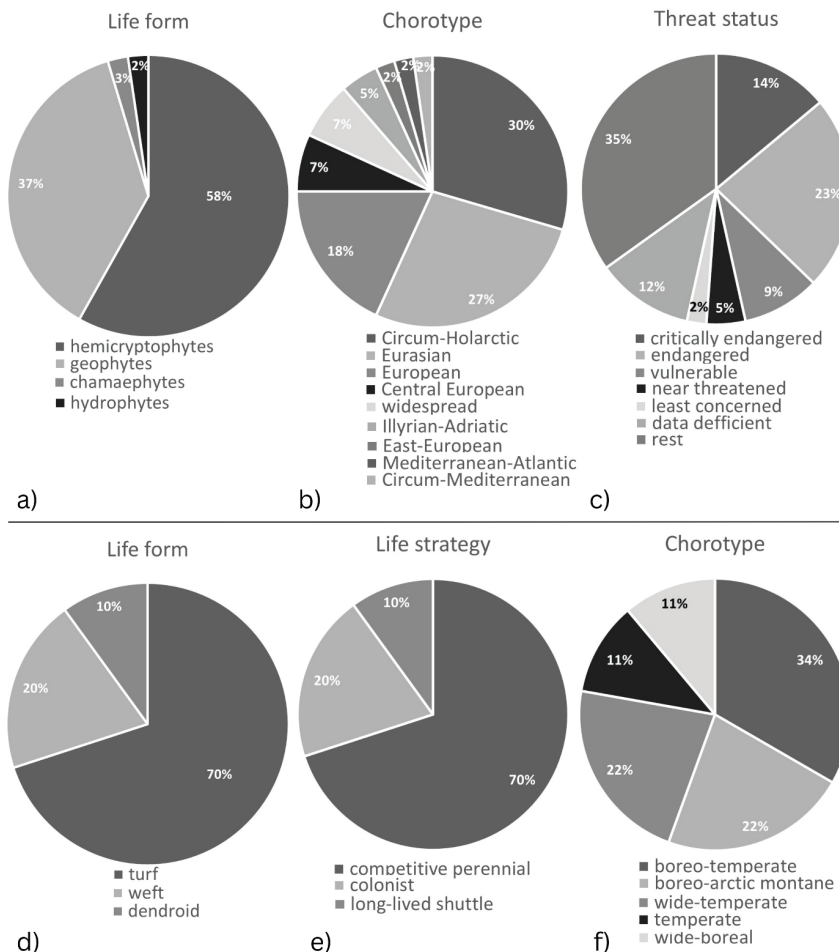 Life form
Chorotype
Threat status
2%
3%
37%
58%
2%
2%
2%
5%
7%
7%
18%
30%
27%
14%
35%
23%
12%
2%
5%
9%
hemicryptophytes
geophytes
chamaephytes
hydrophytes
Circum-Holarctic
Eurasian
European
Central European
widespread
Illyrian-Adriatic
East-European
Mediterranean-Atlantic
Circum-Mediterranean
critically endangered
endangered
vulnerable
near threatened
least concerned
data defficient
rest
a)
b)
c)
Life form
Life strategy
Chorotype
10%
20%
70%
10%
20%
70%
11%
11%
34%
22%
22%
turf
weft
dendroid
competitive perennial
colonist
long-lived shuttle
boreo-temperate
boreo-arctic montane
wide-temperate
temperate
wide-boreal
d)
e)
f)